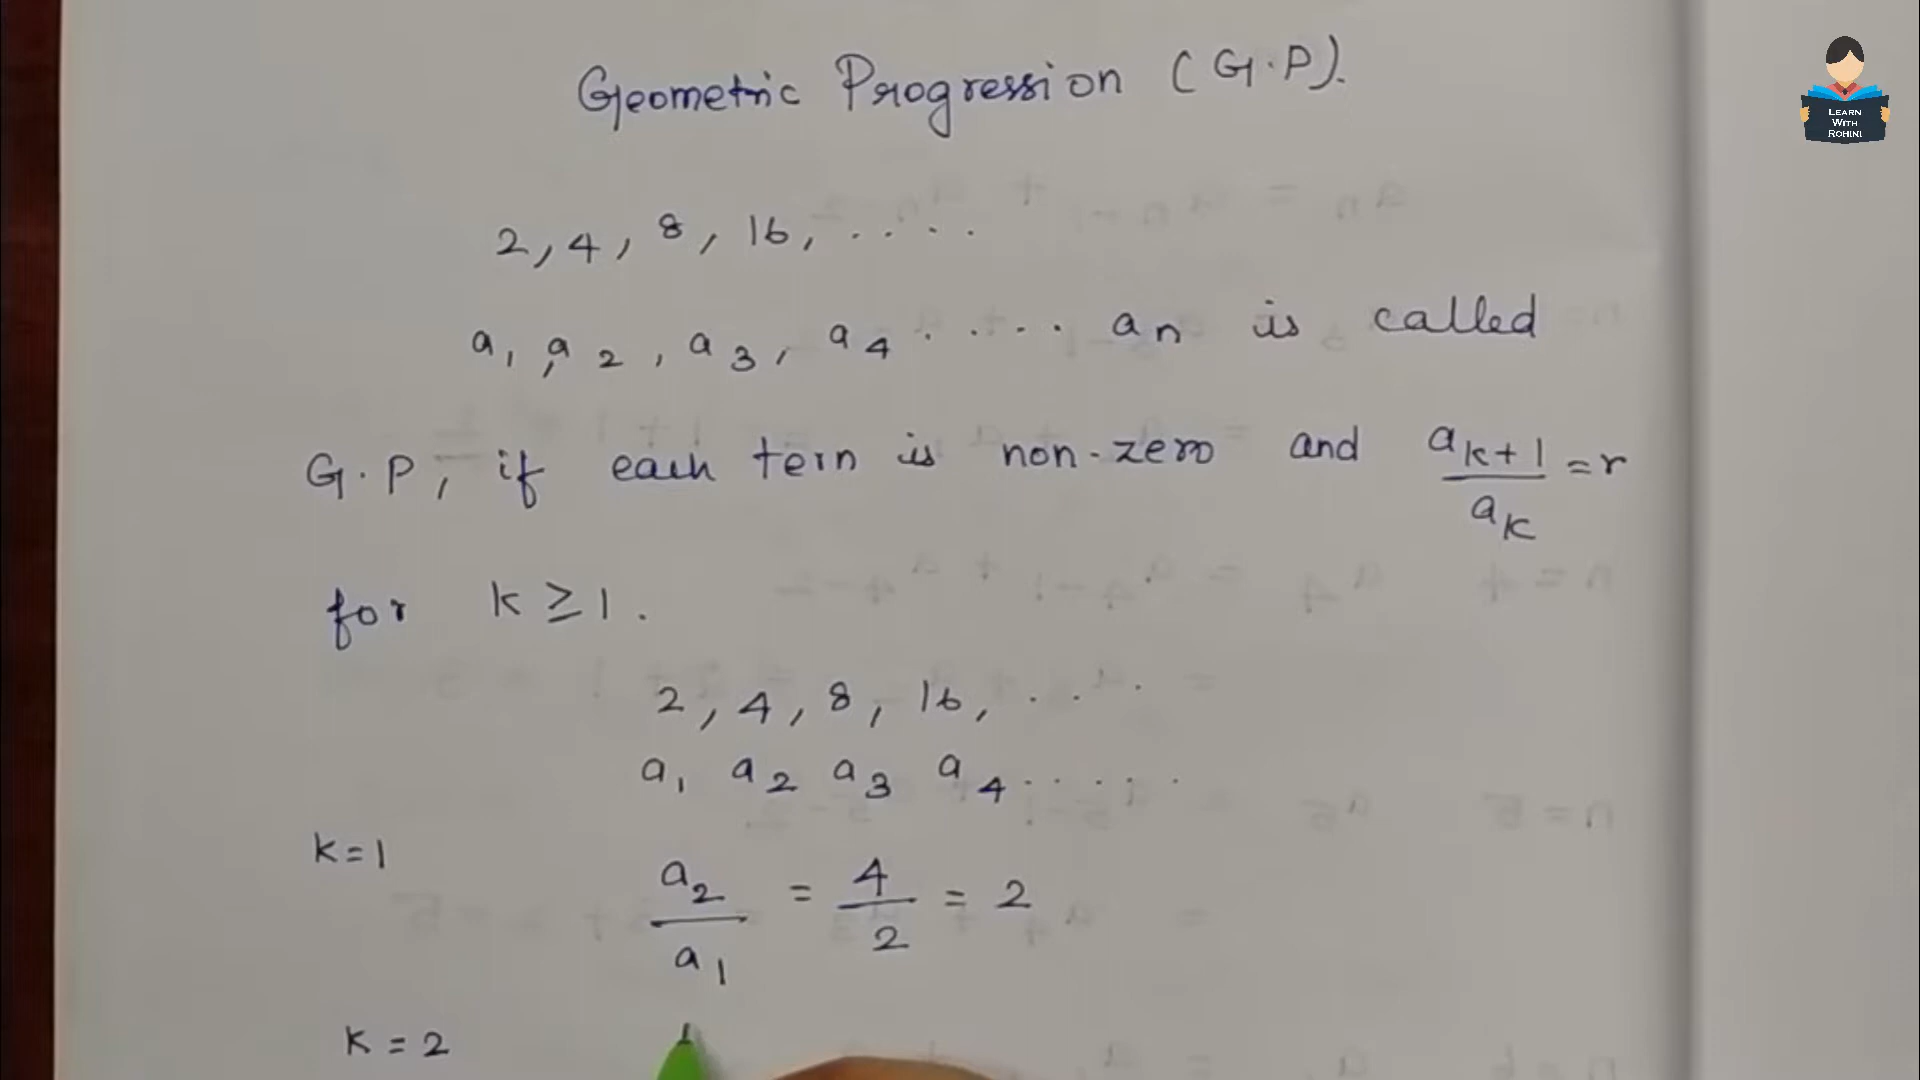 Geometric Progression (G.P).
LEARN
WITH
ROHINI
2, 4, 8, 16, . . . .
a₁, a₂, a₃, a₄ . . . . . aₙ is called
G.P, if each term is non-zero and aₖ₊₁/aₖ = r
for k ≥ 1.
2, 4, 8, 16, . . .
a₁ a₂ a₃ a₄ . . . . .
k=1
a₂/a₁ = 4/2 = 2
k = 2